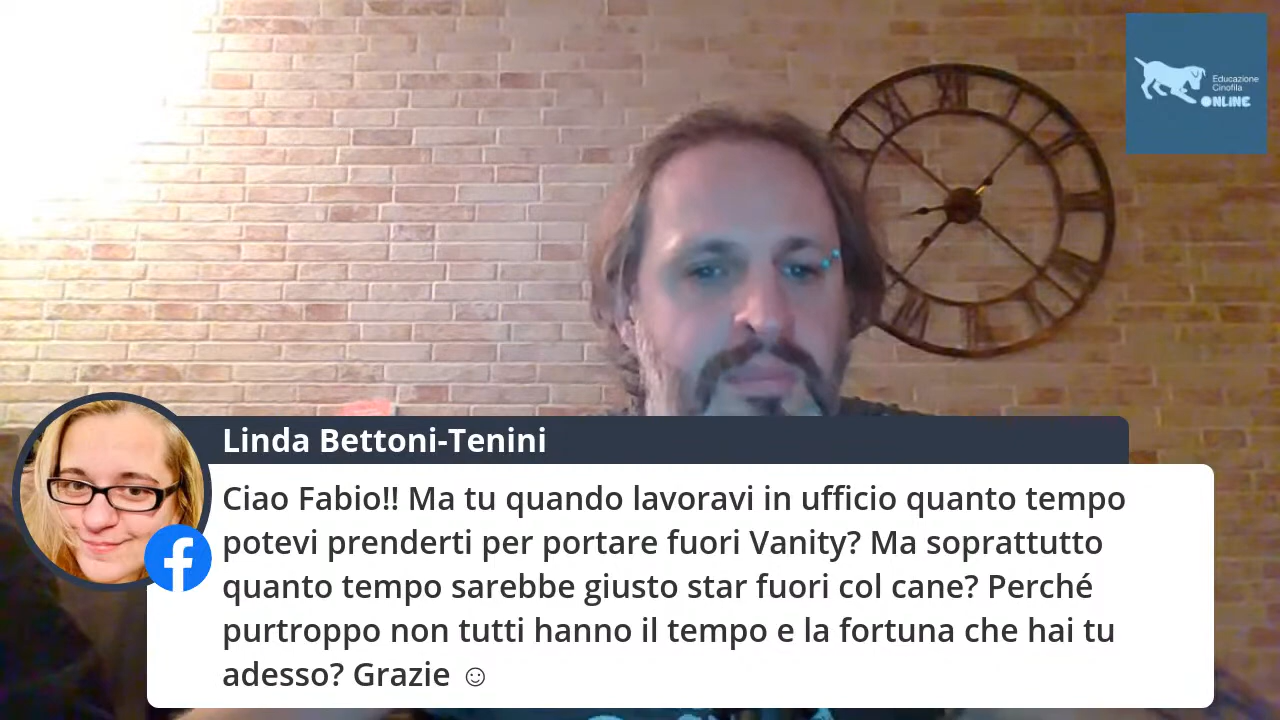 Educazione
Cinofila
ONLINE
Linda Bettoni-Tenini
Ciao Fabio!! Ma tu quando lavoravi in ufficio quanto tempo
potevi prenderti per portare fuori Vanity? Ma soprattutto
quanto tempo sarebbe giusto star fuori col cane? Perché
purtroppo non tutti hanno il tempo e la fortuna che hai tu
adesso? Grazie ☺